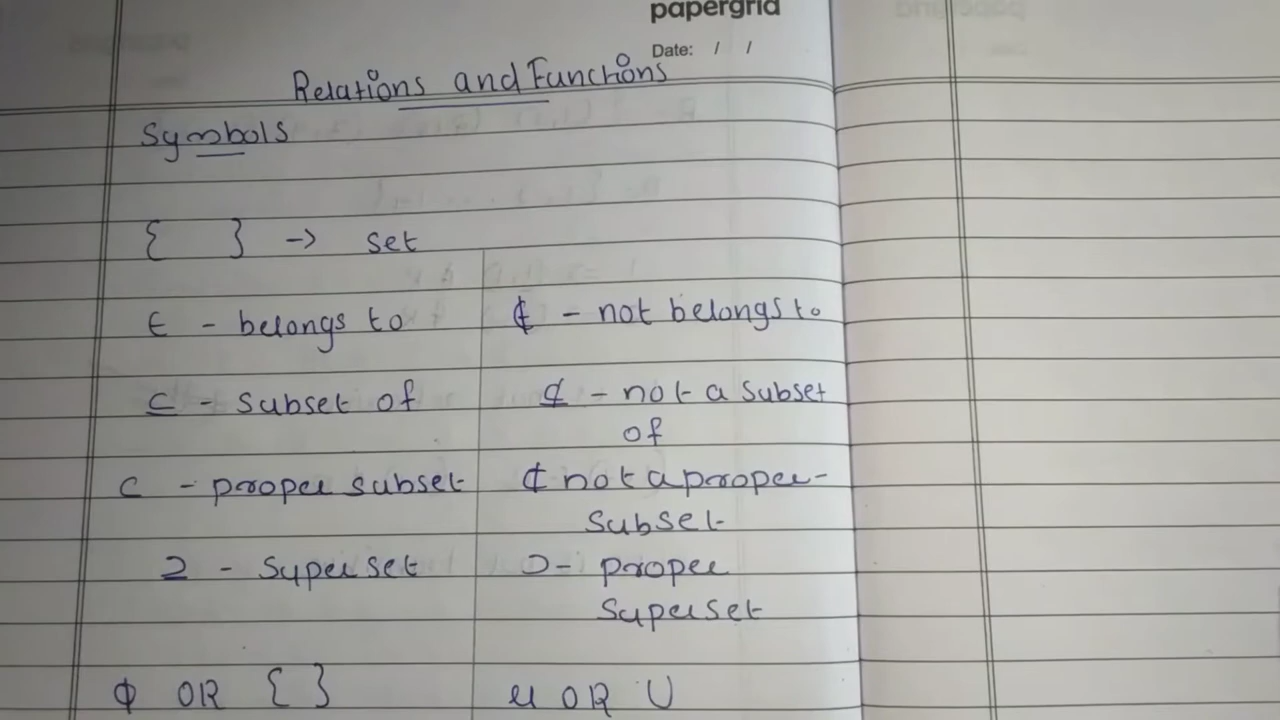 papergrid
Date: / /
Relations and Functions
Symbols
{ } -> set
∈ - belongs to
∉ - not belongs to
⊆ - Subset of
⊈ - not a subset
of
⊂ - proper subset
⊄ not a proper-
Subset
⊇ - Superset
⊃- proper
Superset
φ OR { }
μ OR U